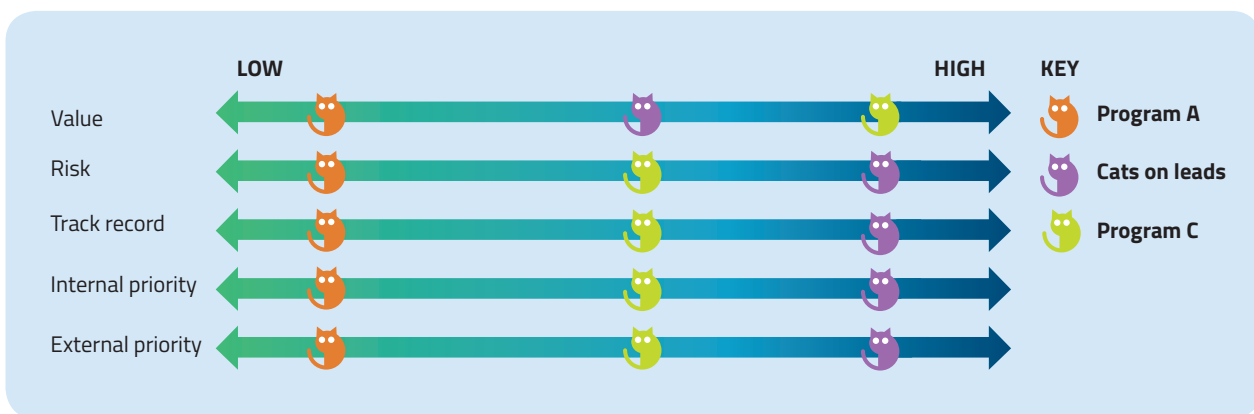 LOW HIGH KEY
Value Program A
Risk Cats on leads
Track record Program C
Internal priority
External priority